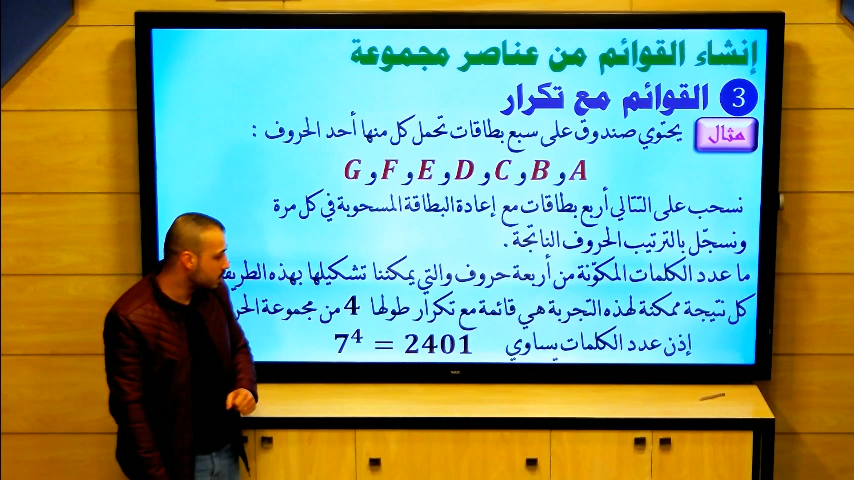 إنشاء القوائم من عناصر مجموعة
3 القوائم مع تكرار
مثال يحتوي صندوق على سبع بطاقات تحمل كل منها أحد الحروف :
A و B و C و D و E و F و G
نسحب على التتالي أربع بطاقات مع إعادة البطاقة المسحوبة في كل مرة
ونسجّل بالترتيب الحروف الناتجة .
ما عدد الكلمات المكوّنة من أربعة حروف والتي يمكننا تشكيلها بهذه
كل نتيجة ممكنة لهذه التجربة هي قائمة مع تكرار طولها 4 من مجموعة
إذن عدد الكلمات يساوي 7⁴ = 2401